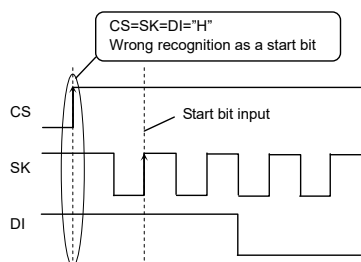 CS=SK=DI=”H”
Wrong recognition as a start bit
Start bit input
CS
SK
DI